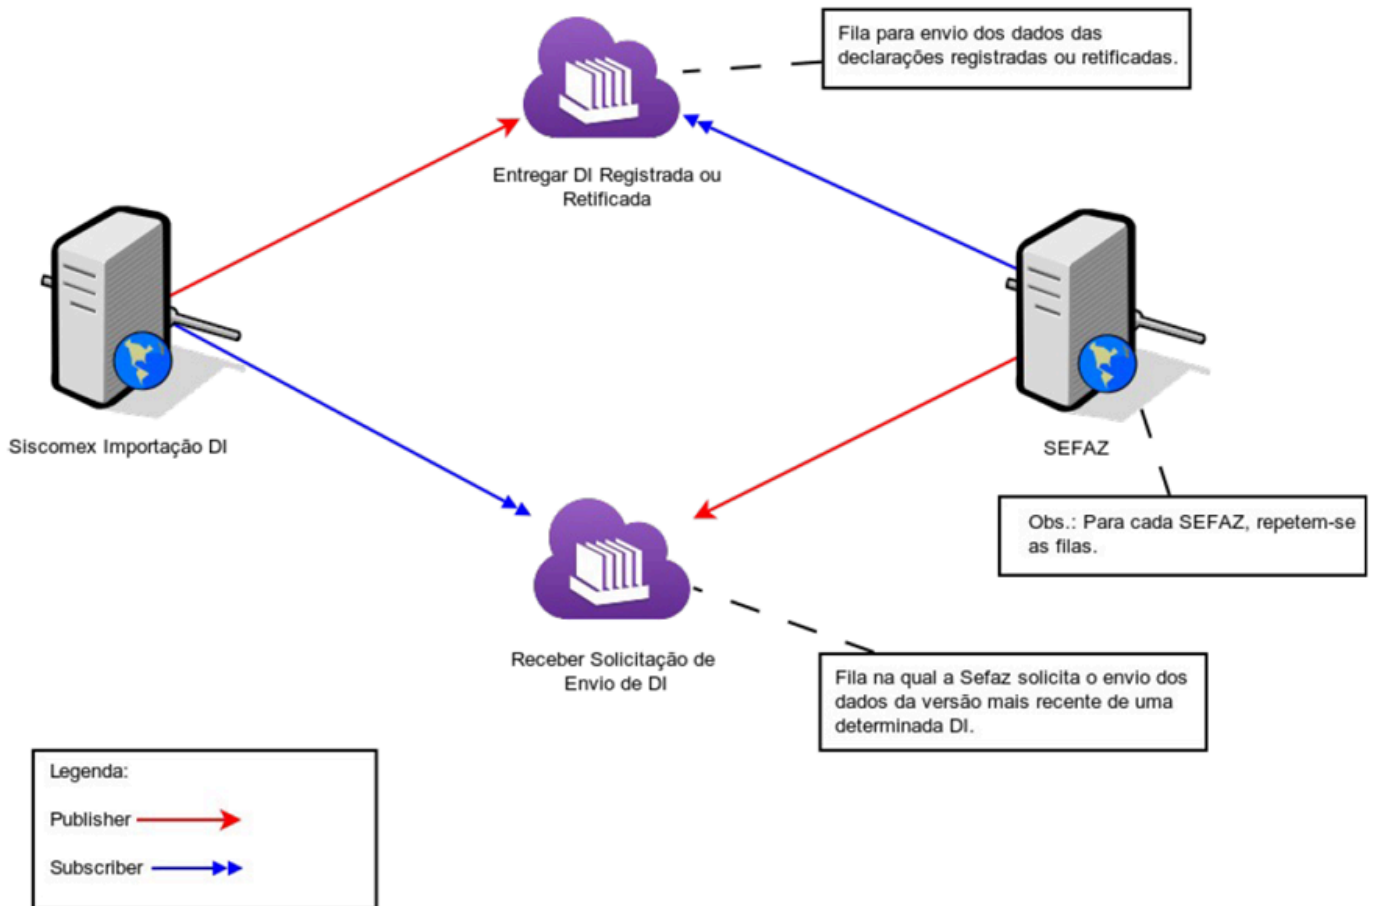 Fila para envio dos dados das
declarações registradas ou retificadas.
Entregar DI Registrada ou
Retificada
Siscomex Importação DI
SEFAZ
Obs.: Para cada SEFAZ, repetem-se
as filas.
Receber Solicitação de
Envio de DI
Fila na qual a Sefaz solicita o envio dos
dados da versão mais recente de uma
determinada DI.
Legenda:
Publisher
Subscriber